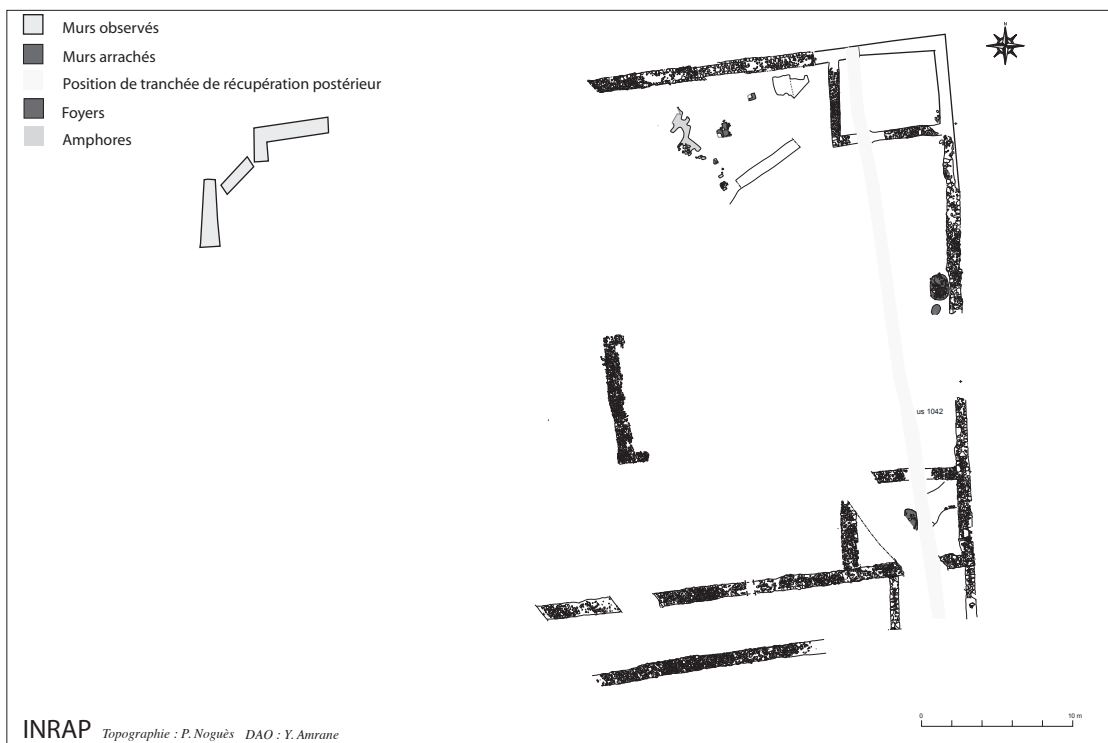 Murs observés
Murs arrachés
Position de tranchée de récupération postérieur
Foyers
Amphores
N
us 1042
0 10 m
INRAP Topographie : P. Noguès DAO : Y. Amrane